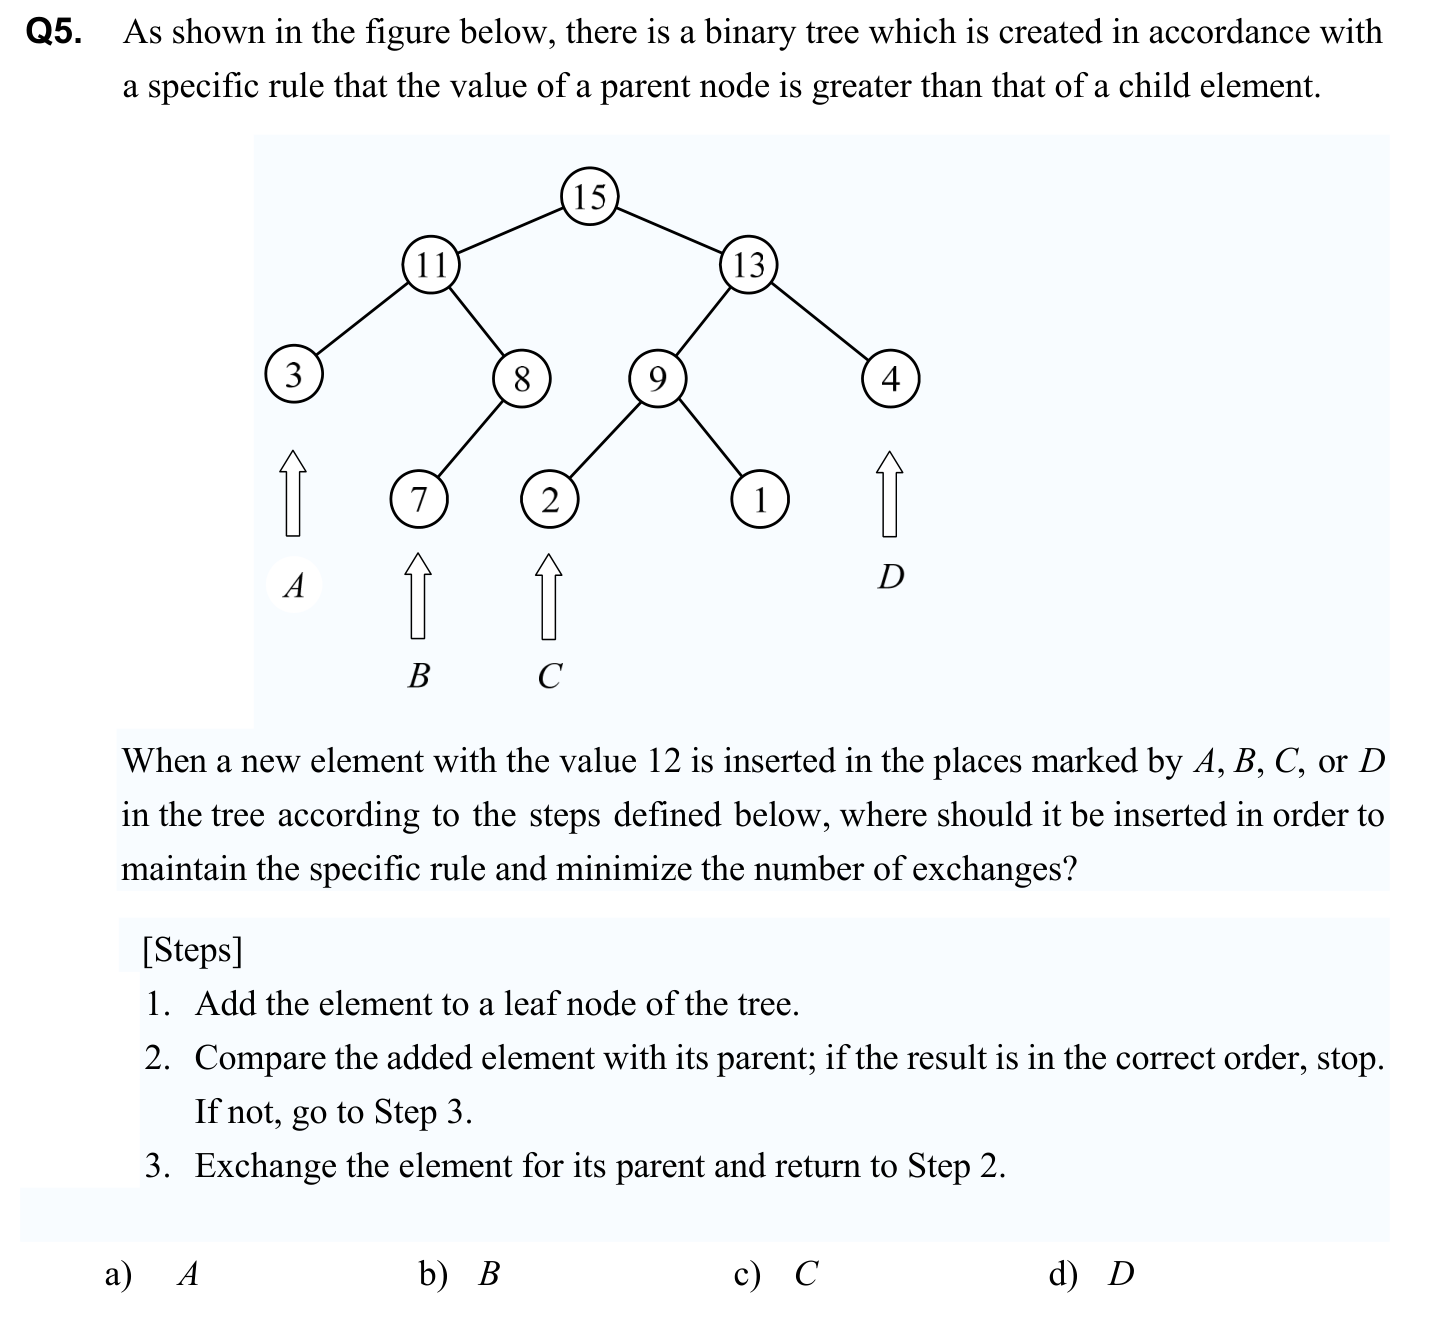 Q5. As shown in the figure below, there is a binary tree which is created in accordance with
a specific rule that the value of a parent node is greater than that of a child element.
15
11 13
3 8 9 4
7 2 1
A D
B C
When a new element with the value 12 is inserted in the places marked by A, B, C, or D
in the tree according to the steps defined below, where should it be inserted in order to
maintain the specific rule and minimize the number of exchanges?
[Steps]
1. Add the element to a leaf node of the tree.
2. Compare the added element with its parent; if the result is in the correct order, stop.
If not, go to Step 3.
3. Exchange the element for its parent and return to Step 2.
a) A b) B c) C d) D